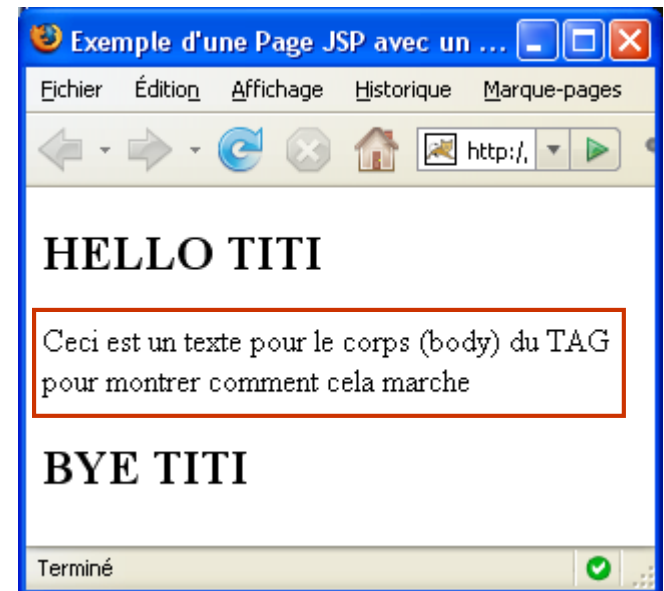 Exemple d'une Page JSP avec un ...
Fichier Édition Affichage Historique Marque-pages
http:/,
HELLO TITI
Ceci est un texte pour le corps (body) du TAG
pour montrer comment cela marche
BYE TITI
Terminé